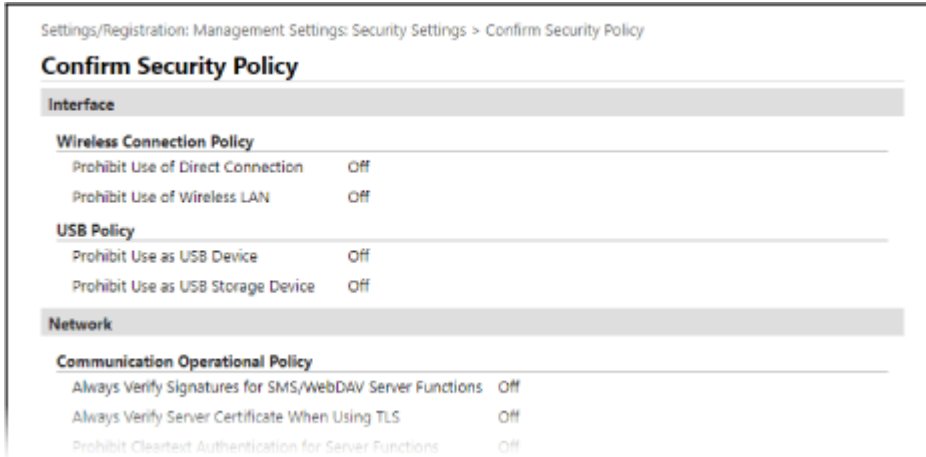 Settings/Registration: Management Settings: Security Settings > Confirm Security Policy
Confirm Security Policy
Interface
Wireless Connection Policy
Prohibit Use of Direct Connection Off
Prohibit Use of Wireless LAN Off
USB Policy
Prohibit Use as USB Device Off
Prohibit Use as USB Storage Device Off
Network
Communication Operational Policy
Always Verify Signatures for SMS/WebDAV Server Functions Off
Always Verify Server Certificate When Using TLS Off
Prohibit Cleartext Authentication for Server Functions Off